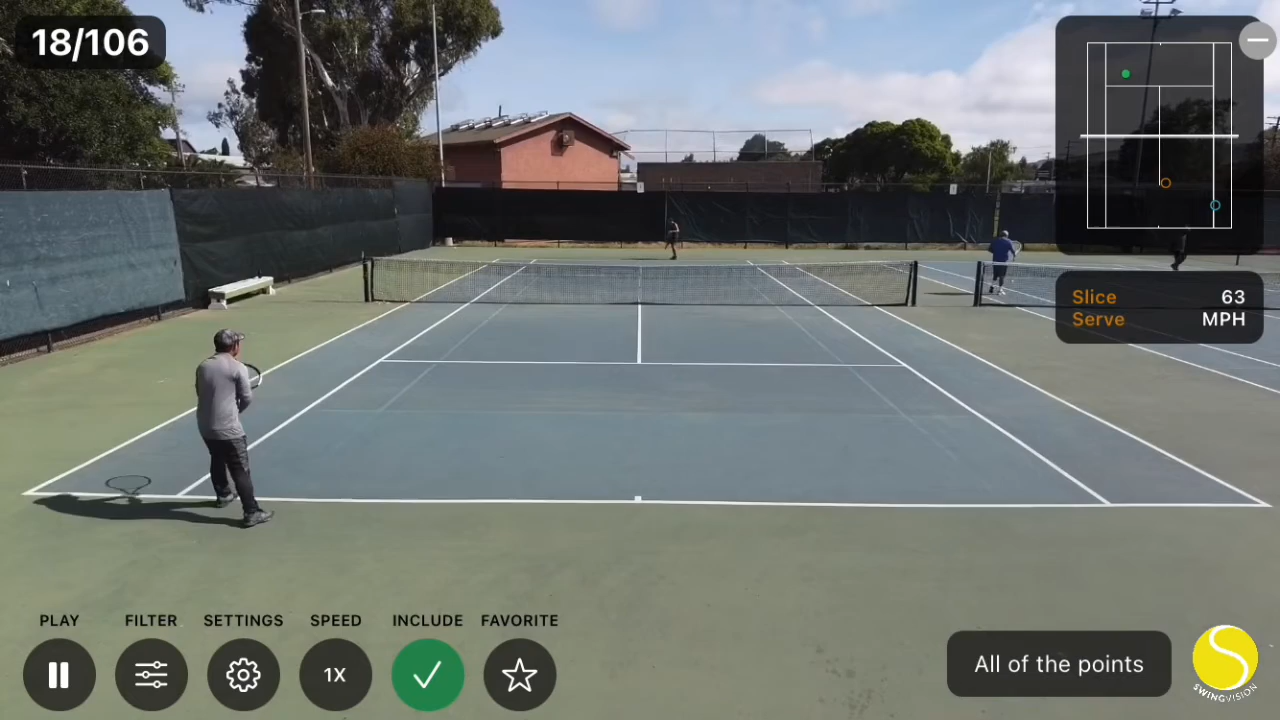 18/106
Slice 63
Serve MPH
PLAY FILTER SETTINGS SPEED INCLUDE FAVORITE
1X
All of the points
SWINGVISION